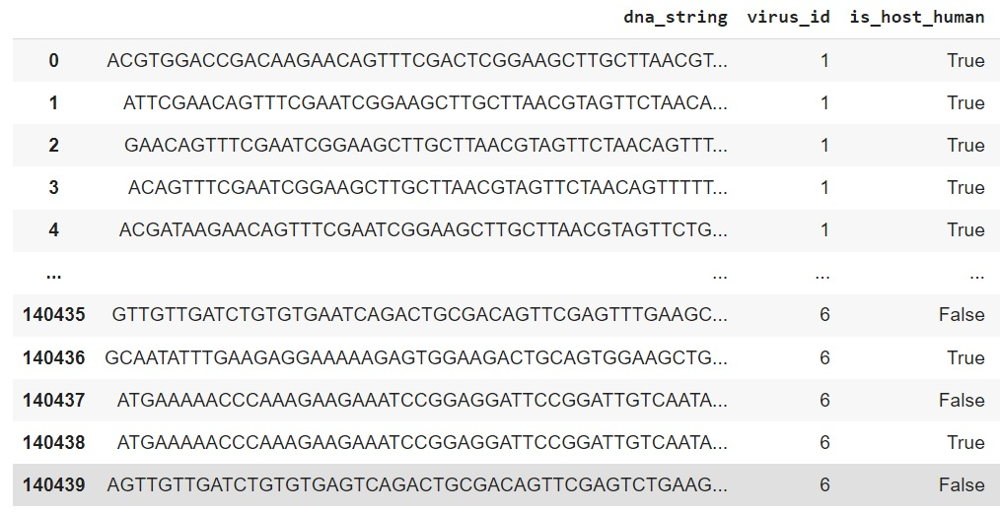 dna_string virus_id is_host_human
0 ACGTGGACCGACAAGAACAGTTTCGACTCGGAAGCTTGCTTAACGT... 1 True
1 ATTCGAACAGTTTCGAATCGGAAGCTTGCTTAACGTAGTTCTAACA... 1 True
2 GAACAGTTTCGAATCGGAAGCTTGCTTAACGTAGTTCTAACAGTTT... 1 True
3 ACAGTTTCGAATCGGAAGCTTGCTTAACGTAGTTCTAACAGTTTTT... 1 True
4 ACGATAAGAACAGTTTCGAATCGGAAGCTTGCTTAACGTAGTTCTG... 1 True
... ... ... ...
140435 GTTGTTGATCTGTGTGAATCAGACTGCGACAGTTCGAGTTTGAAGC... 6 False
140436 GCAATATTTGAAGAGGAAAAAGAGTGGAAGACTGCAGTGGAAGCTG... 6 True
140437 ATGAAAAACCCAAAGAAGAAATCCGGAGGATTCCGGATTGTCAATA... 6 False
140438 ATGAAAAACCCAAAGAAGAAATCCGGAGGATTCCGGATTGTCAATA... 6 True
140439 AGTTGTTGATCTGTGTGAGTCAGACTGCGACAGTTCGAGTCTGAAG... 6 False